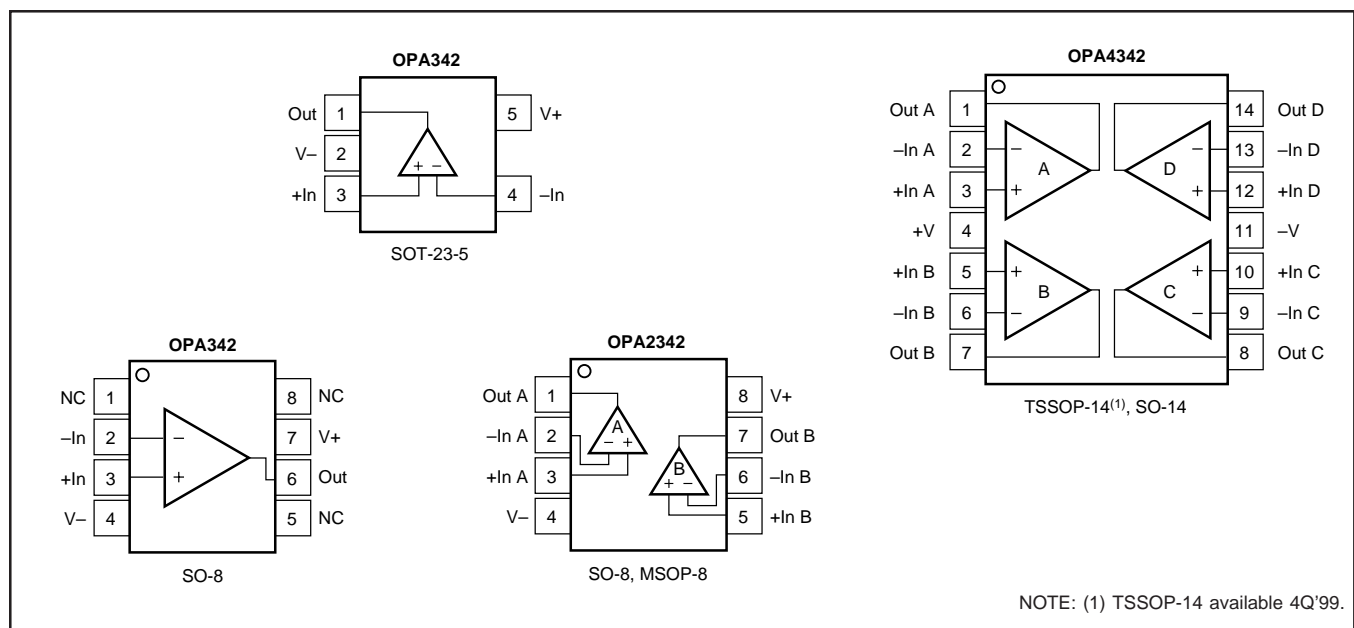 OPA342
Out 1
V– 2
+In 3
5 V+
4 –In
+ –
SOT-23-5
OPA4342
Out A 1
–In A 2
+In A 3
+V 4
+In B 5
–In B 6
Out B 7
14 Out D
13 –In D
12 +In D
11 –V
10 +In C
9 –In C
8 Out C
– + A
– + D
+ – B
+ – C
TSSOP-14(1), SO-14
OPA342
NC 1
–In 2
+In 3
V– 4
8 NC
7 V+
6 Out
5 NC
–
+
SO-8
OPA2342
Out A 1
–In A 2
+In A 3
V– 4
8 V+
7 Out B
6 –In B
5 +In B
A
– +
B
+ –
SO-8, MSOP-8
NOTE: (1) TSSOP-14 available 4Q'99.